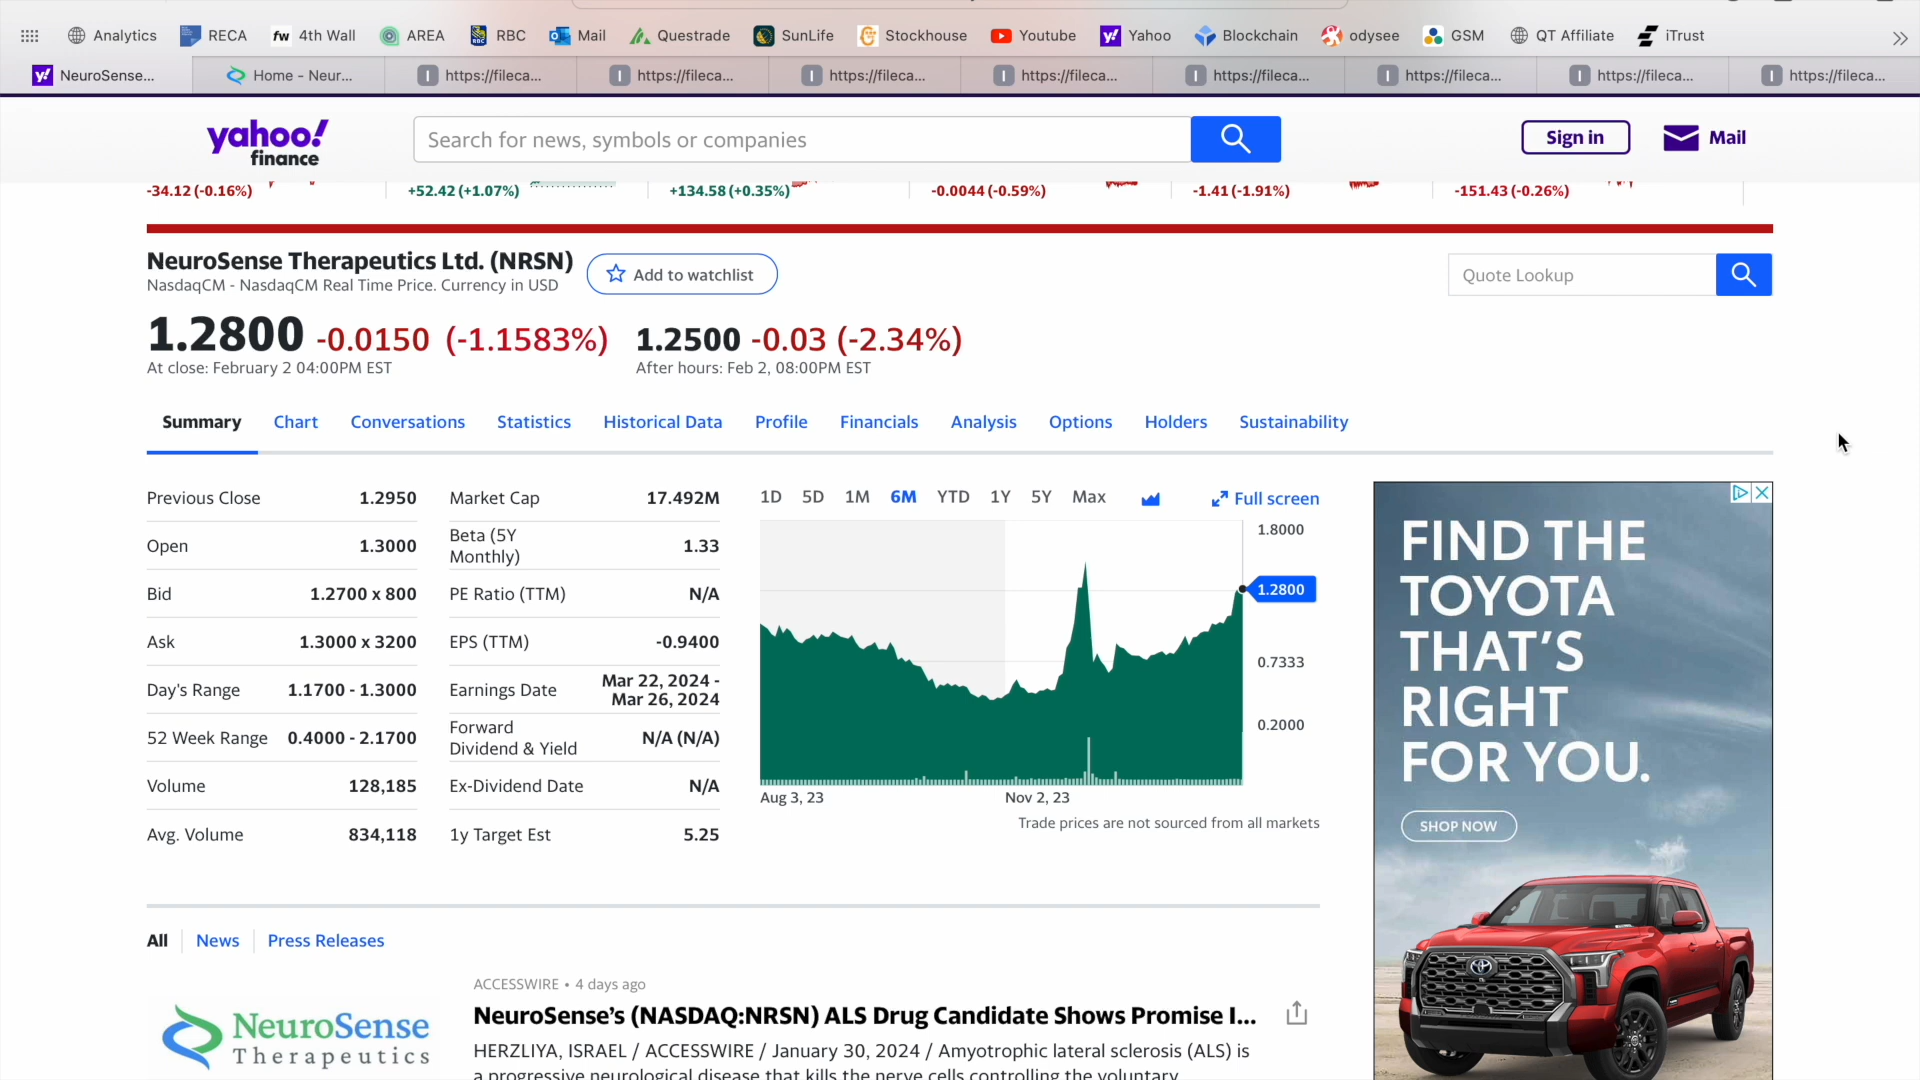 Analytics RECA fw 4th Wall AREA RBC Mail Questrade SunLife Stockhouse Youtube y! Yahoo Blockchain odysee GSM QT Affiliate iTrust
y! NeuroSense... Home - Neur... I https://fileca... I https://fileca... I https://fileca... I https://fileca... I https://fileca... I https://fileca... I https://fileca... I https://fileca...
yahoo!
finance
Search for news, symbols or companies
Sign in
Mail
-34.12 (-0.16%) +52.42 (+1.07%) +134.58 (+0.35%) -0.0044 (-0.59%) -1.41 (-1.91%) -151.43 (-0.26%)
NeuroSense Therapeutics Ltd. (NRSN)
NasdaqCM - NasdaqCM Real Time Price. Currency in USD
Add to watchlist
Quote Lookup
1.2800 -0.0150 (-1.1583%)
At close: February 2 04:00PM EST
1.2500 -0.03 (-2.34%)
After hours: Feb 2, 08:00PM EST
Summary Chart Conversations Statistics Historical Data Profile Financials Analysis Options Holders Sustainability
Previous Close 1.2950
Open 1.3000
Bid 1.2700 x 800
Ask 1.3000 x 3200
Day's Range 1.1700 - 1.3000
52 Week Range 0.4000 - 2.1700
Volume 128,185
Avg. Volume 834,118
Market Cap 17.492M
Beta (5Y
Monthly) 1.33
PE Ratio (TTM) N/A
EPS (TTM) -0.9400
Earnings Date Mar 22, 2024 -
Mar 26, 2024
Forward
Dividend & Yield N/A (N/A)
Ex-Dividend Date N/A
1y Target Est 5.25
1D 5D 1M 6M YTD 1Y 5Y Max
Full screen
1.8000
1.2800
0.7333
0.2000
Aug 3, 23 Nov 2, 23
Trade prices are not sourced from all markets
FIND THE
TOYOTA
THAT'S
RIGHT
FOR YOU.
SHOP NOW
All News Press Releases
NeuroSense
Therapeutics
ACCESSWIRE • 4 days ago
NeuroSense's (NASDAQ:NRSN) ALS Drug Candidate Shows Promise I...
HERZLIYA, ISRAEL / ACCESSWIRE / January 30, 2024 / Amyotrophic lateral sclerosis (ALS) is
a progressive neurological disease that kills the nerve cells controlling the voluntary